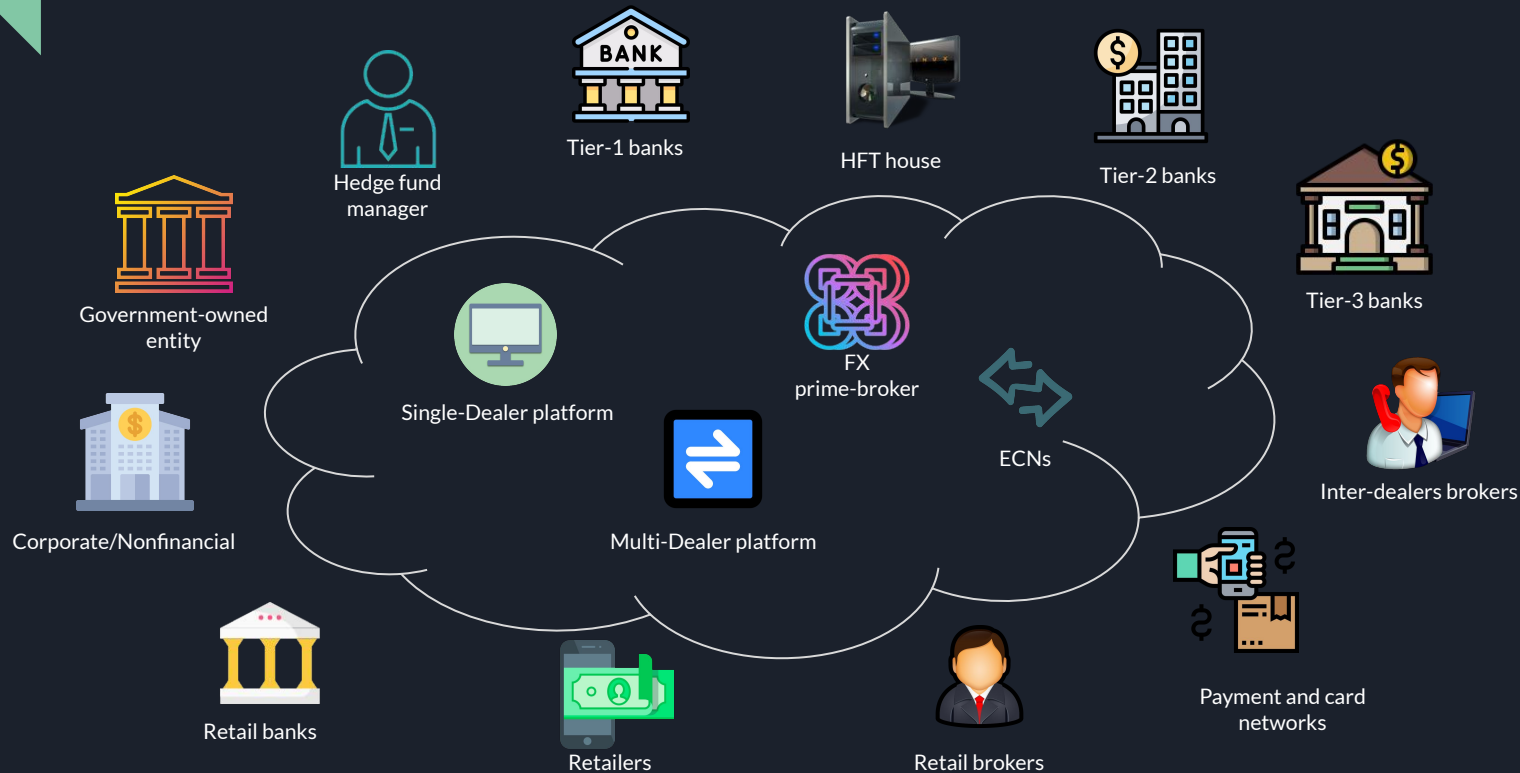 BANK
Tier-1 banks
HFT house
Tier-2 banks
Hedge fund
manager
Tier-3 banks
Government-owned
entity
FX
prime-broker
Single-Dealer platform
ECNs
Inter-dealers brokers
Corporate/Nonfinancial
Multi-Dealer platform
Payment and card
networks
Retail banks
Retailers
Retail brokers